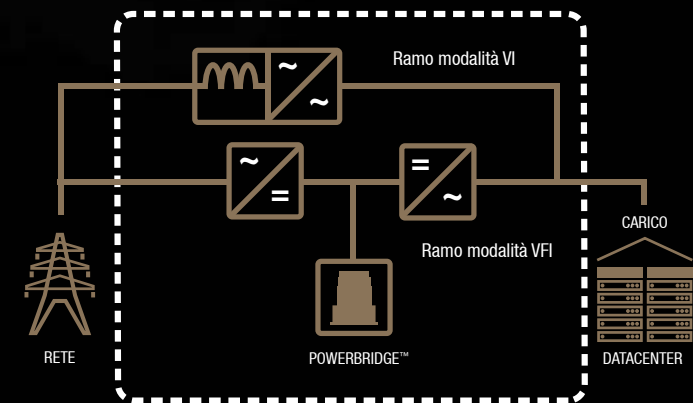 Ramo modalità VI
Ramo modalità VFI
CARICO
RETE
POWERBRIDGE™
DATACENTER